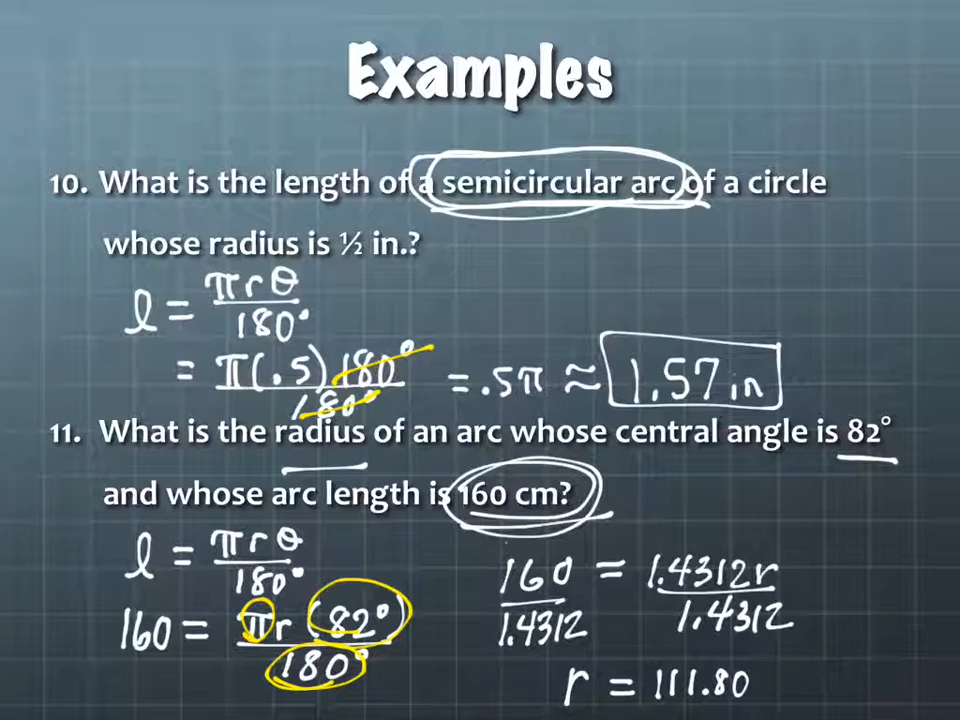 Examples
10. What is the length of a semicircular arc of a circle
whose radius is ½ in.?
l = πrθ / 180°
= π(.5)180° / 180° = .5π ≈ 1.57 in
11. What is the radius of an arc whose central angle is 82°
and whose arc length is 160 cm?
l = πrθ / 180°
160 = πr(82°) / 180°
160 / 1.4312 = 1.4312r / 1.4312
r = 111.80